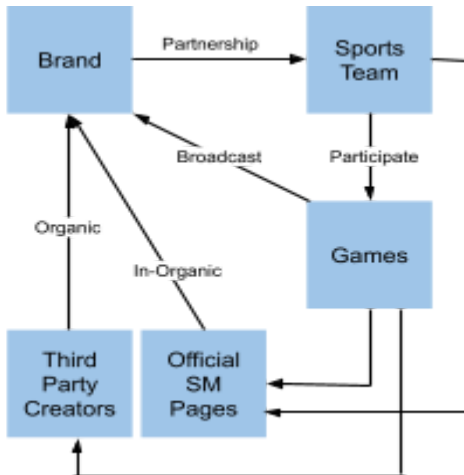 Brand
Partnership
Sports
Team
Broadcast
Participate
Organic
Games
In-Organic
Third
Party
Creators
Official
SM
Pages